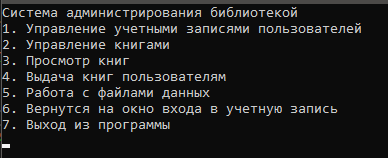 Система администрирования библиотекой
1. Управление учетными записями пользователей
2. Управление книгами
3. Просмотр книг
4. Выдача книг пользователям
5. Работа с файлами данных
6. Вернутся на окно входа в учетную запись
7. Выход из программы